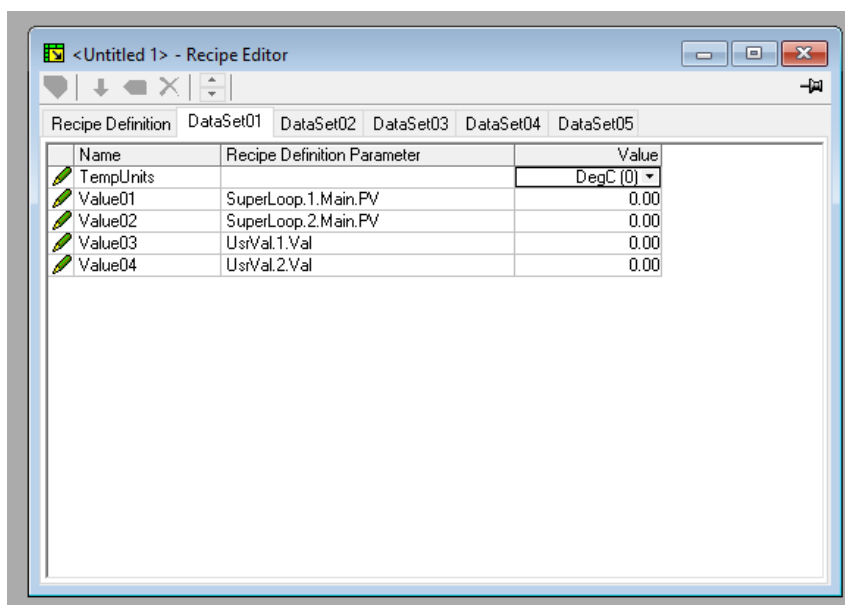 <Untitled 1> - Recipe Editor
Recipe Definition DataSet01 DataSet02 DataSet03 DataSet04 DataSet05
Name Recipe Definition Parameter Value
TempUnits DegC (0)
Value01 SuperLoop.1.Main.PV 0.00
Value02 SuperLoop.2.Main.PV 0.00
Value03 UsrVal.1.Val 0.00
Value04 UsrVal.2.Val 0.00